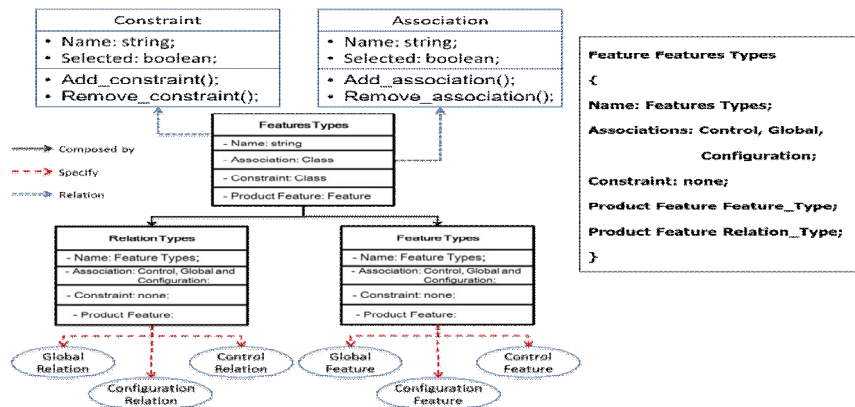 Constraint
• Name: string;
• Selected: boolean;
• Add_constraint();
• Remove_constraint();
Association
• Name: string;
• Selected: boolean;
• Add_association();
• Remove_association();
Features Types
- Name: string
- Association: Class
- Constraint: Class
- Product Feature: Feature
Composed by
Specify
Relation
Relation Types
- Name: Feature Types;
- Association: Control, Global and
Configuration;
- Constraint: none;
- Product Feature:
Feature Types
- Name: Feature Types;
- Association: Control, Global and
Configuration;
- Constraint: none;
- Product Feature:
Global
Relation
Configuration
Relation
Control
Relation
Global
Feature
Configuration
Feature
Control
Feature
Feature Features Types
{
Name: Features Types;
Associations: Control, Global,
Configuration;
Constraint: none;
Product Feature Feature_Type;
Product Feature Relation_Type;
}